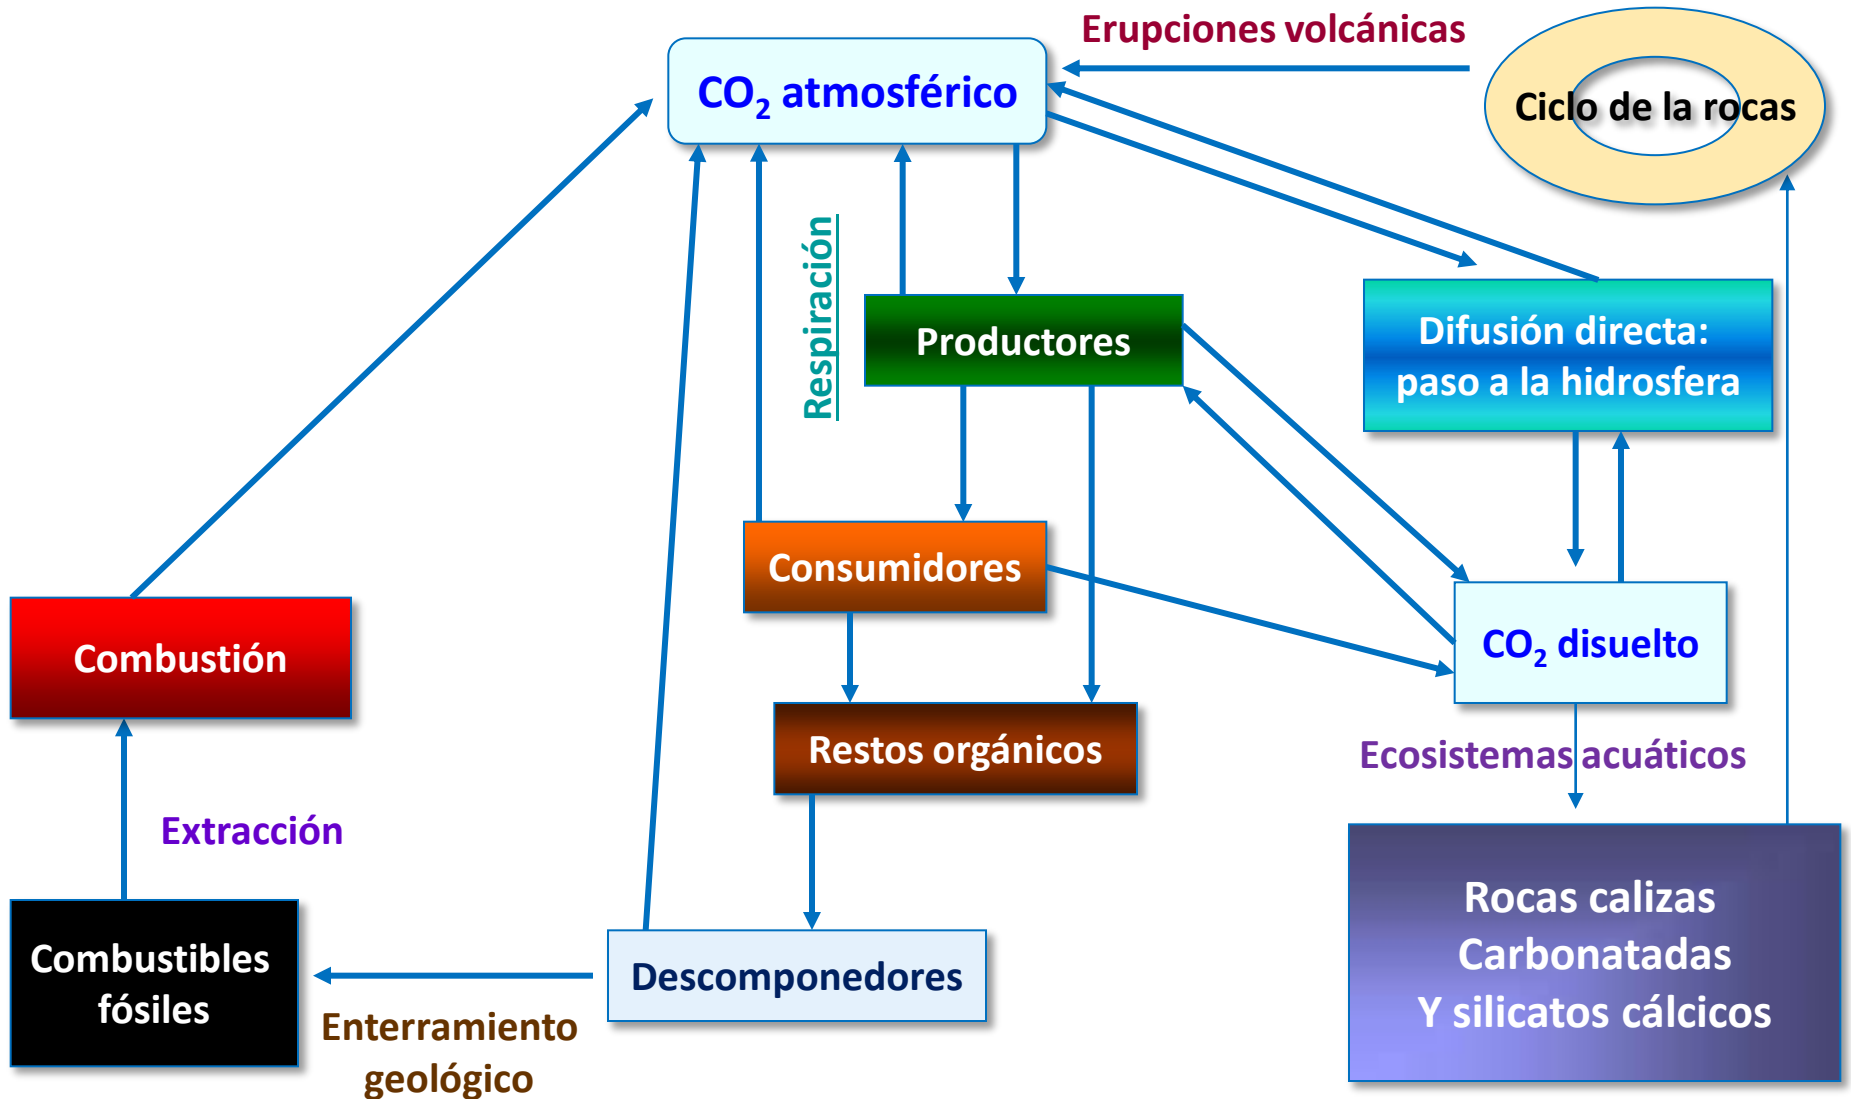 Erupciones volcánicas
CO2 atmosférico
Ciclo de la rocas
Respiración
Productores
Difusión directa:
paso a la hidrosfera
Consumidores
Combustión
CO2 disuelto
Restos orgánicos
Ecosistemas acuáticos
Extracción
Rocas calizas
Carbonatadas
Y silicatos cálcicos
Combustibles
fósiles
Descomponedores
Enterramiento
geológico